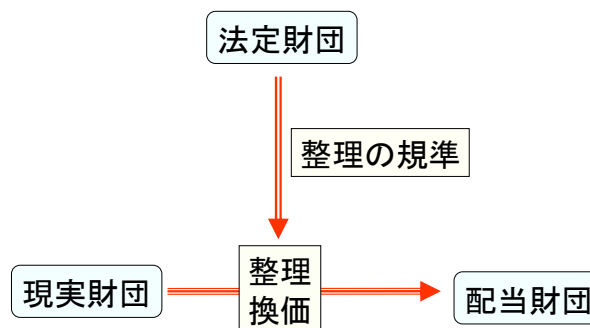 法定財団
整理の規準
現実財団
整理
換価
配当財団